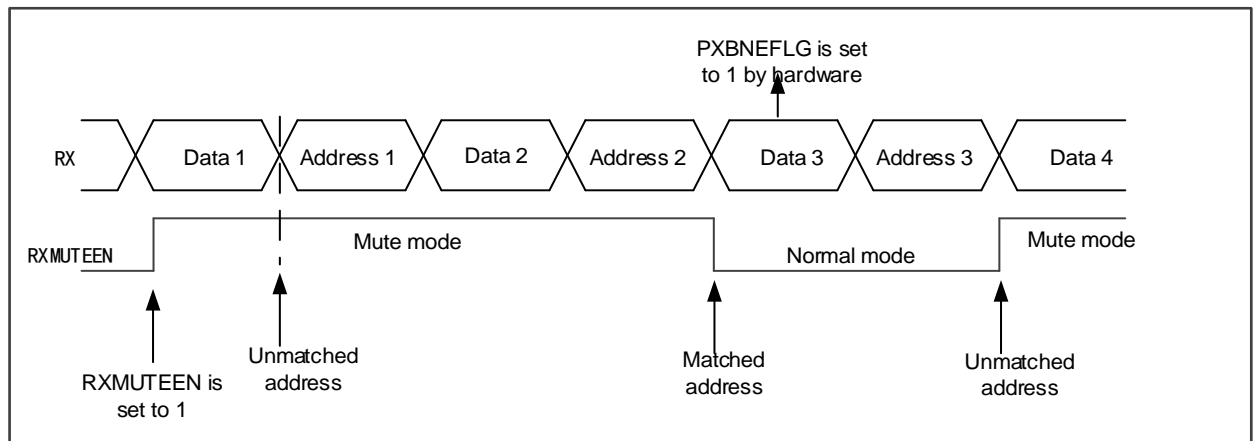 PXBNEFLG is set
to 1 by hardware
RX
Data 1
Address 1
Data 2
Address 2
Data 3
Address 3
Data 4
RXMUTEEN
Mute mode
Normal mode
Mute mode
RXMUTEEN is
set to 1
Unmatched
address
Matched
address
Unmatched
address